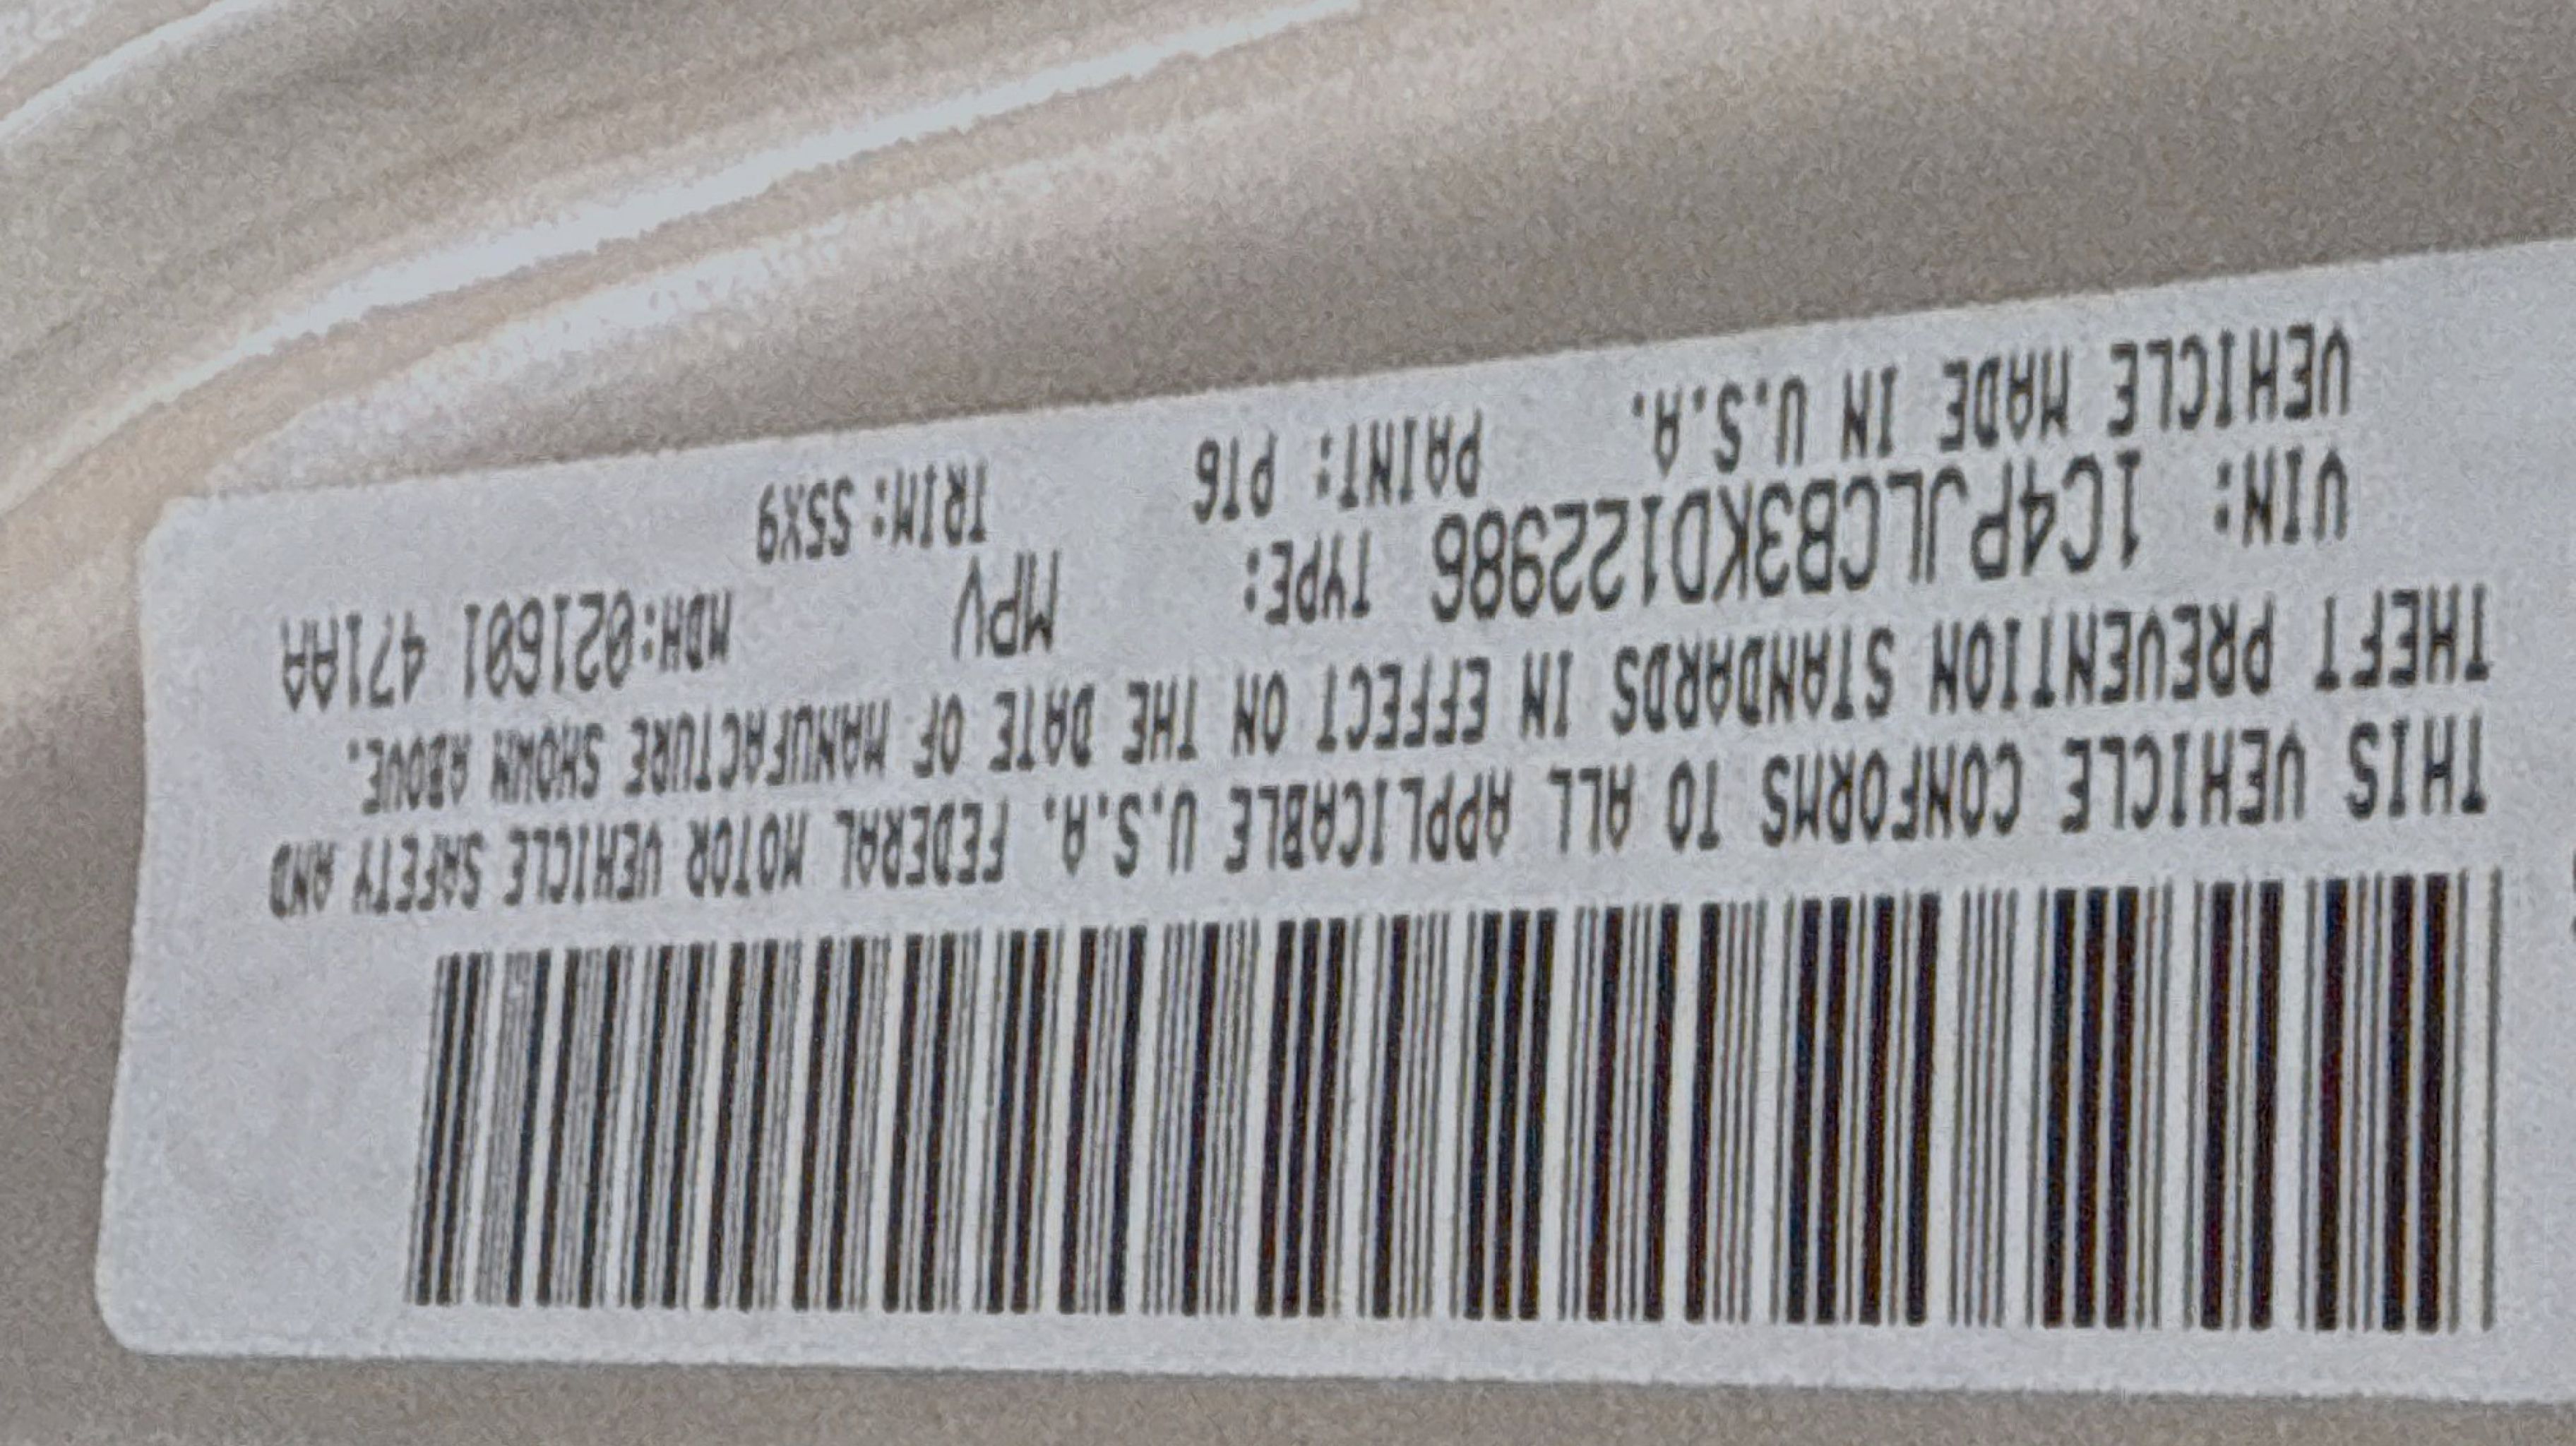 THIS VEHICLE CONFORMS TO ALL APPLICABLE U.S.A. FEDERAL MOTOR VEHICLE SAFETY AND
THEFT PREVENTION STANDARDS IN EFFECT ON THE DATE OF MANUFACTURE SHOWN ABOVE.
VIN: 1C4PJLCB3KD122986 TYPE: MPV MDH:021601 471AA
VEHICLE MADE IN U.S.A. PAINT: PT6 TRIM: S5X9